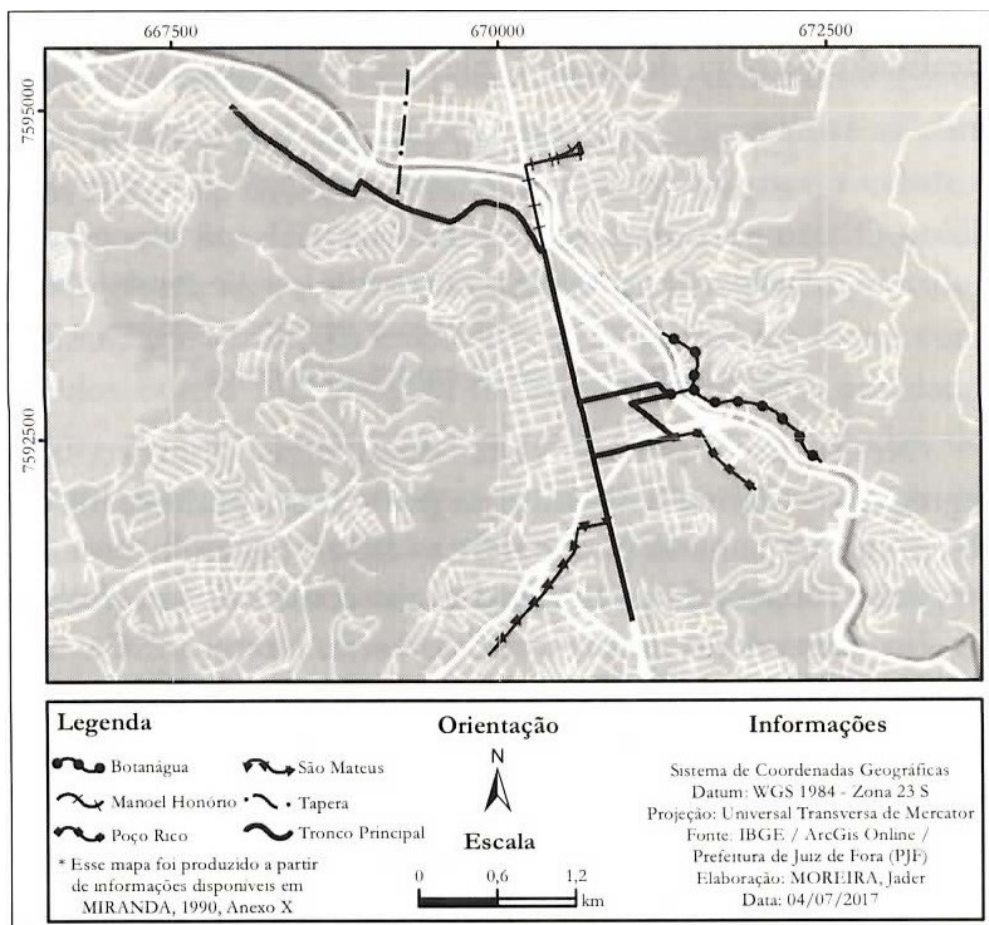 667500 670000 672500
7595000
7592500
Legenda
Botanágua
Manoel Honório
Poço Rico
São Mateus
Tapera
Tronco Principal
* Esse mapa foi produzido a partir
de informações disponíveis em
MIRANDA, 1990, Anexo X
Orientação
N
Escala
0 0,6 1,2
km
Informações
Sistema de Coordenadas Geográficas
Datum: WGS 1984 - Zona 23 S
Projeção: Universal Transversa de Mercator
Fonte: IBGE / ArcGis Online /
Prefeitura de Juiz de Fora (PJF)
Elaboração: MOREIRA, Jader
Data: 04/07/2017